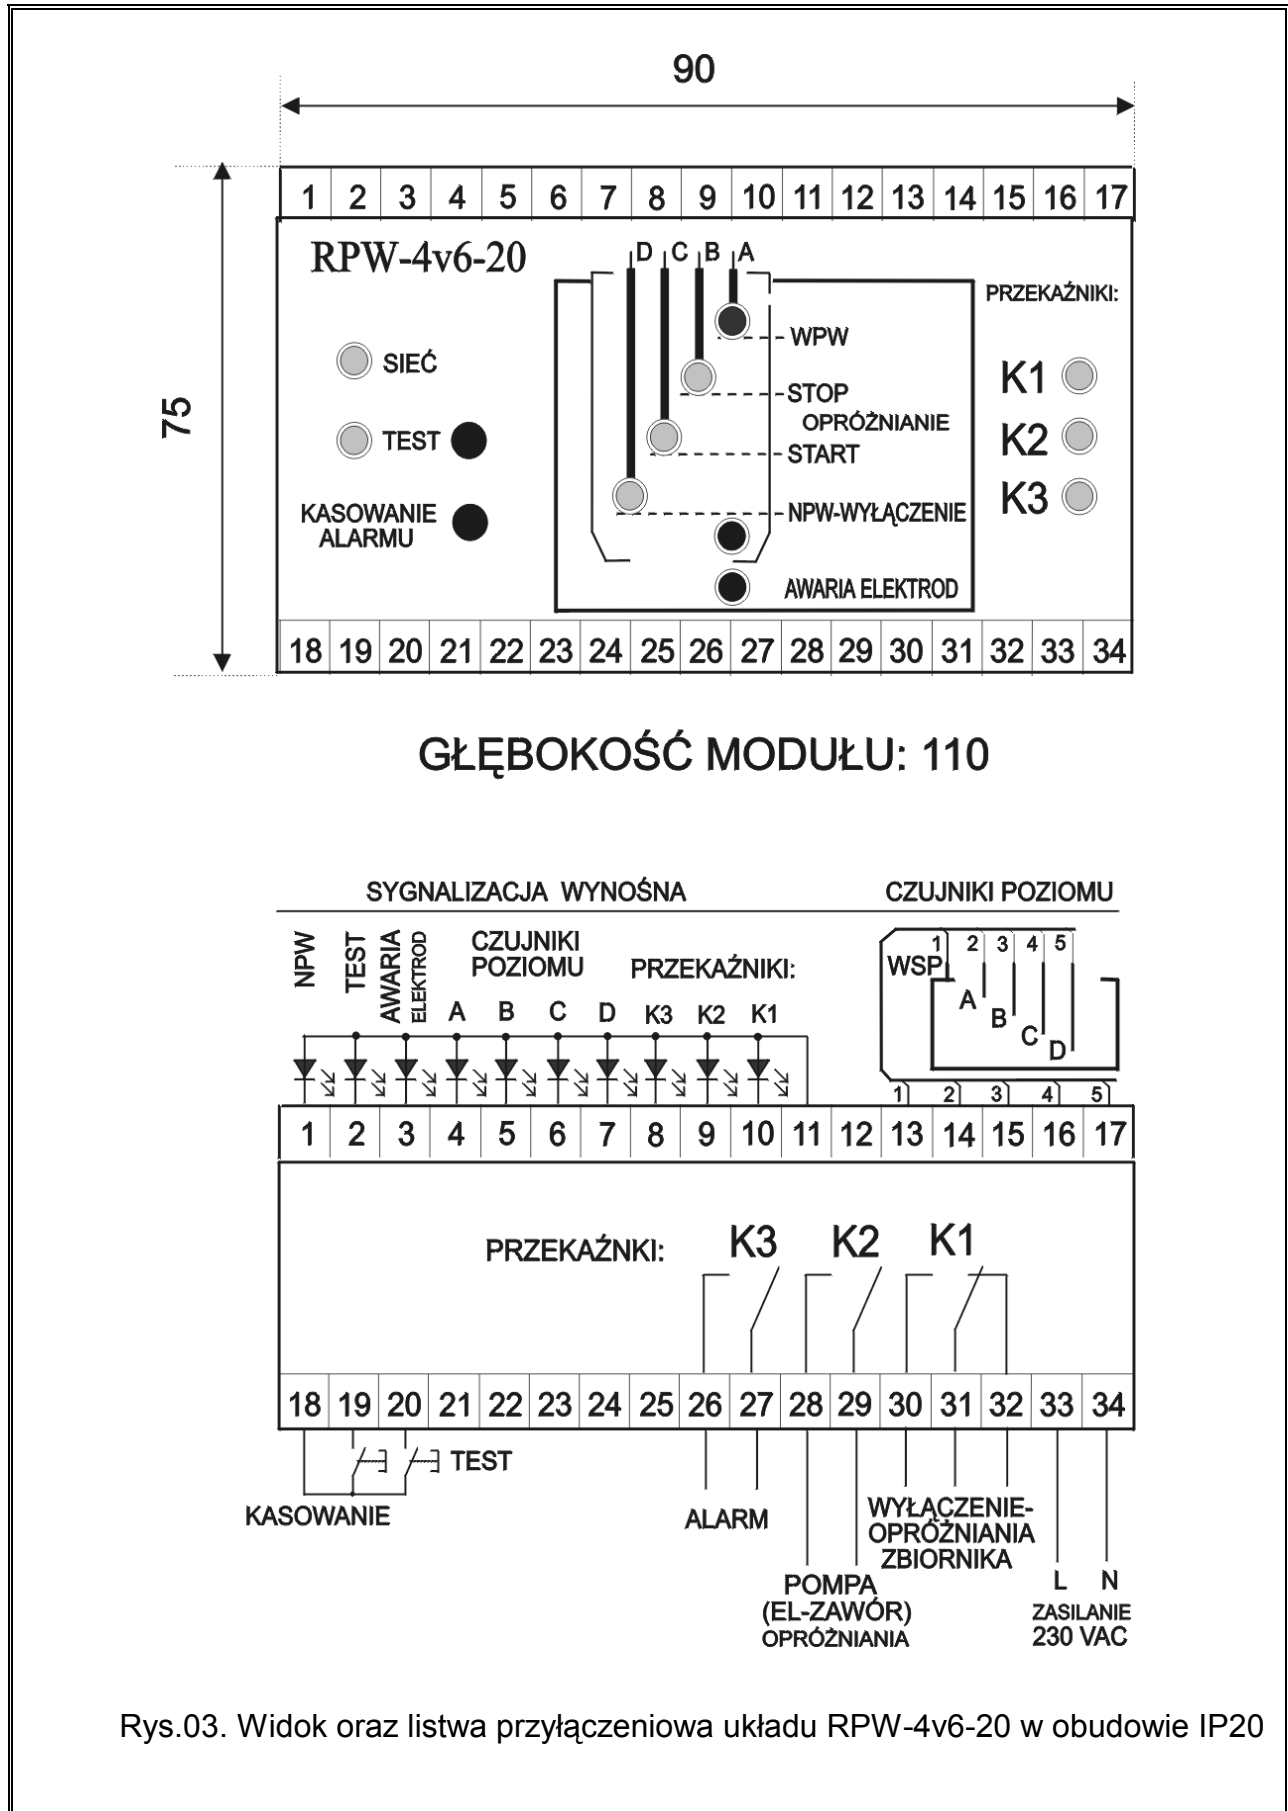 90
75
1 2 3 4 5 6 7 8 9 10 11 12 13 14 15 16 17
RPW-4v6-20
D C B A
PRZEKAŹNIKI:
WPW
SIEĆ
K1
STOP
OPRÓŻNIANIE
TEST
K2
START
K3
KASOWANIE
ALARMU
NPW-WYŁĄCZENIE
AWARIA ELEKTROD
18 19 20 21 22 23 24 25 26 27 28 29 30 31 32 33 34
GŁĘBOKOŚĆ MODUŁU: 110
SYGNALIZACJA WYNOŚNA
CZUJNIKI POZIOMU
NPW
TEST
AWARIA
ELEKTROD
CZUJNIKI
POZIOMU
PRZEKAŹNIKI:
A B C D K3 K2 K1
1 2 3 4 5
WSP
A
B
C
D
1 2 3 4 5
1 2 3 4 5 6 7 8 9 10 11 12 13 14 15 16 17
PRZEKAŹNKI:
K3 K2 K1
18 19 20 21 22 23 24 25 26 27 28 29 30 31 32 33 34
TEST
KASOWANIE
ALARM
WYŁĄCZENIE-
OPRÓŻNIANIA
ZBIORNIKA
POMPA
(EL-ZAWÓR)
OPRÓŻNIANIA
L N
ZASILANIE
230 VAC
Rys.03. Widok oraz listwa przyłączeniowa układu RPW-4v6-20 w obudowie IP20